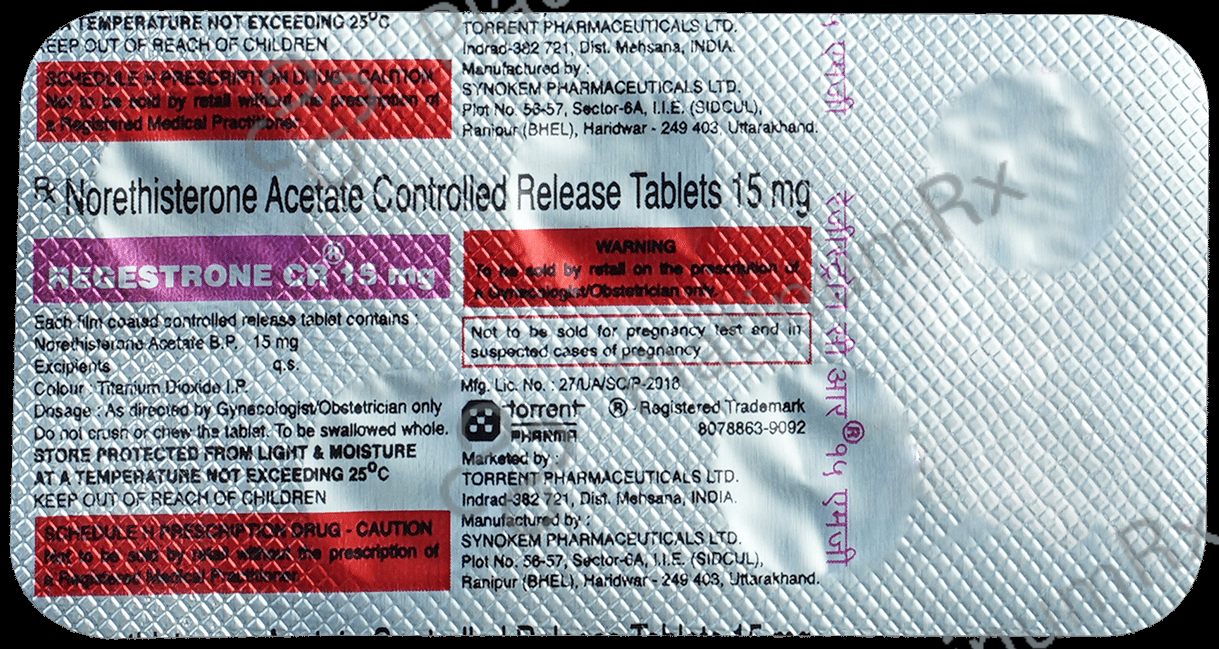 TEMPERATURE NOT EXCEEDING 25°C
KEEP OUT OF REACH OF CHILDREN
SCHEDULE H PRESCRIPTION DRUG - CAUTION
Not to be sold by retail without the prescription of
a Registered Medical Practitioner
TORRENT PHARMACEUTICALS LTD.
Indrad-382 721, Dist. Mehsana, INDIA.
Manufactured by :
SYNOKEM PHARMACEUTICALS LTD.
Plot No. 56-57, Sector-6A, I.I.E. (SIDCUL),
Ranipur (BHEL), Haridwar - 249 403, Uttarakhand.
Rx Norethisterone Acetate Controlled Release Tablets 15 mg
REGESTRONE CR® 15 mg
Each film coated controlled release tablet contains :
Norethisterone Acetate B.P. 15 mg
Excipients q.s.
Colour : Titanium Dioxide I.P.
Dosage : As directed by Gynecologist/Obstetrician only
Do not crush or chew the tablet. To be swallowed whole.
STORE PROTECTED FROM LIGHT & MOISTURE
AT A TEMPERATURE NOT EXCEEDING 25°C
KEEP OUT OF REACH OF CHILDREN
SCHEDULE H PRESCRIPTION DRUG - CAUTION
Not to be sold by retail without the prescription of
a Registered Medical Practitioner
WARNING
To be sold by retail on the prescription of
a Gynecologist/Obstetrician only.
Not to be sold for pregnancy test and in
suspected cases of pregnancy
Mfg. Lic. No. : 27/UA/SC/P-2018
torrent PHARMA
® - Registered Trademark
8078863-9092
Marketed by :
TORRENT PHARMACEUTICALS LTD.
Indrad-382 721, Dist. Mehsana, INDIA.
Manufactured by :
SYNOKEM PHARMACEUTICALS LTD.
Plot No. 56-57, Sector-6A, I.I.E. (SIDCUL),
Ranipur (BHEL), Haridwar - 249 403, Uttarakhand.
एमजी
रेजेस्ट्रोन सी आर® १५ एमजी
Release Tablets 15 mg